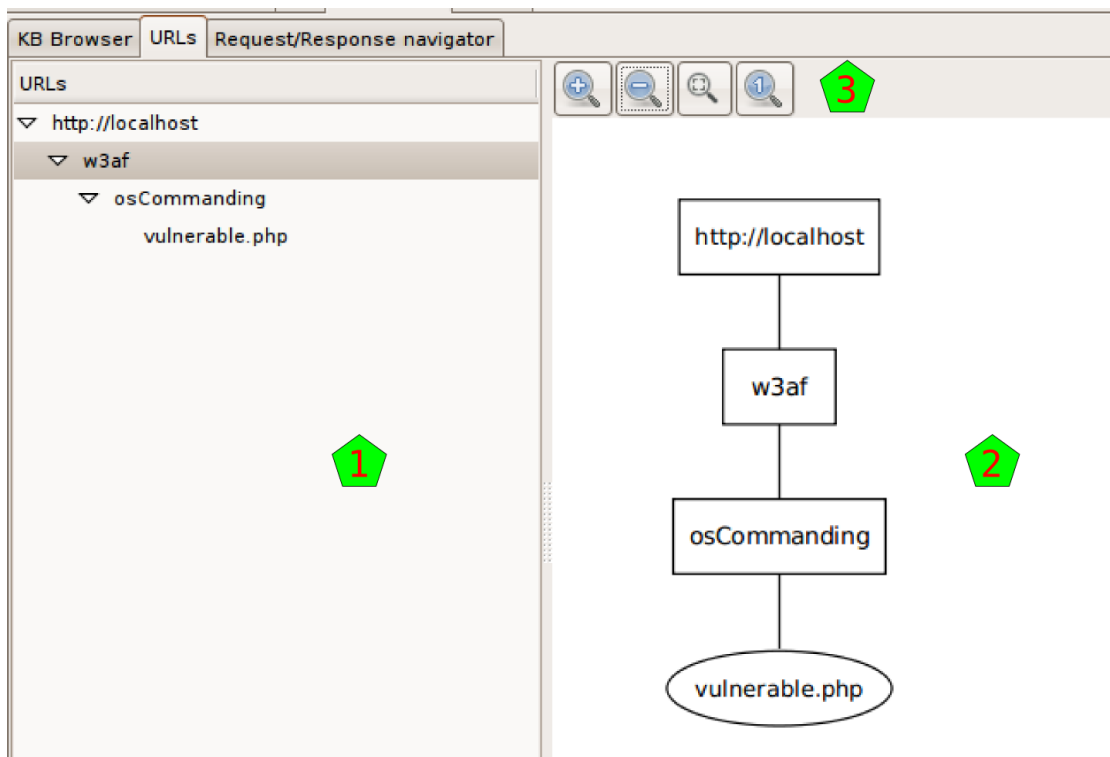 KB Browser URLs Request/Response navigator
URLs
http://localhost
w3af
osCommanding
vulnerable.php
1
1
3
http://localhost
w3af
osCommanding
vulnerable.php
2